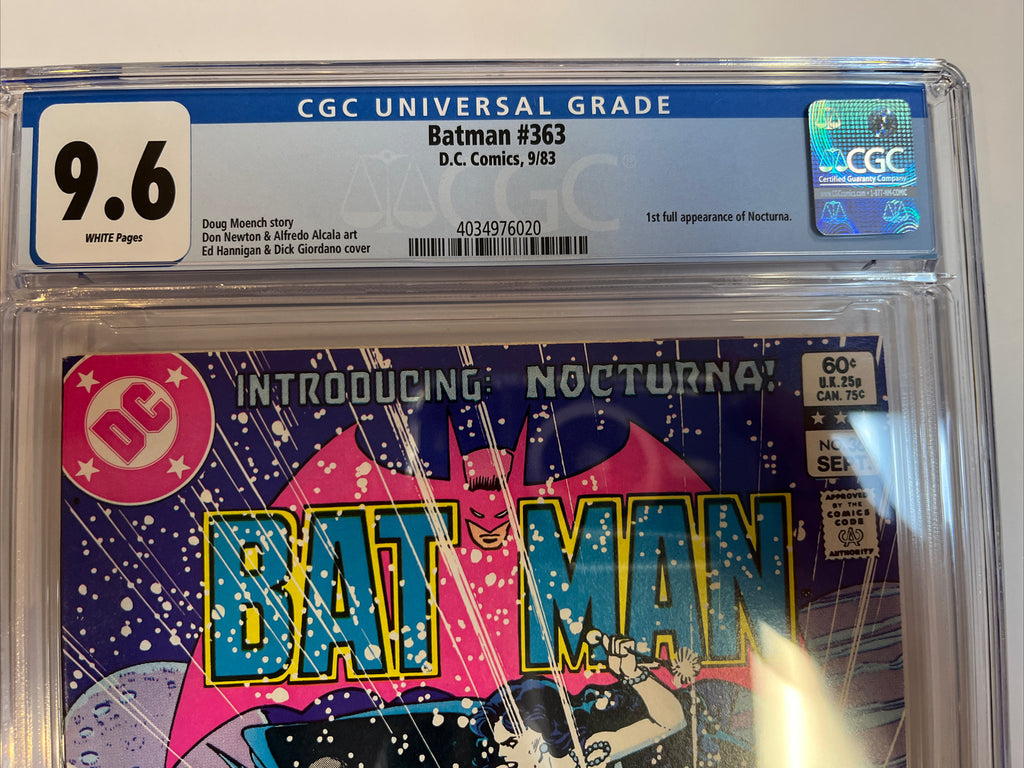 CGC UNIVERSAL GRADE
9.6
WHITE Pages
Batman #363
D.C. Comics, 9/83
Doug Moench story
Don Newton & Alfredo Alcala art
Ed Hannigan & Dick Giordano cover
4034976020
1st full appearance of Nocturna.
CGC
Certified Guaranty Company
CGC
DC
INTRODUCING: NOCTURNA!
60¢
U.K. 25p
CAN. 75¢
SEPT.
APPROVED
BY THE
COMICS
CODE
AUTHORITY
BATMAN